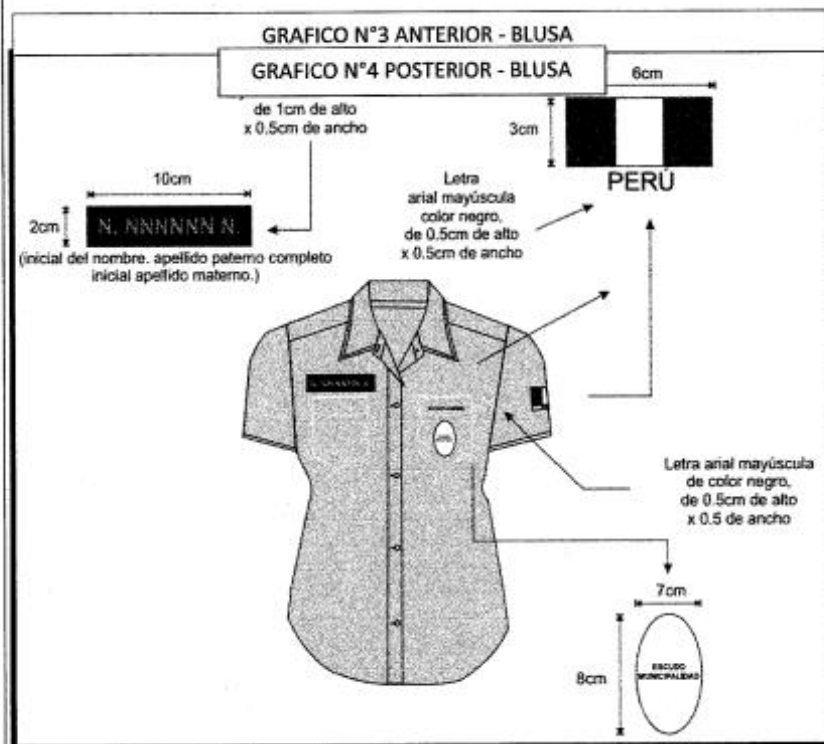 GRAFICO N°3 ANTERIOR - BLUSA
GRAFICO N°4 POSTERIOR - BLUSA
de 1cm de alto
x 0.5cm de ancho
10cm
2cm
N. NNNNNN N.
(inicial del nombre. apellido paterno completo
inicial apellido materno.)
6cm
3cm
PERÚ
Letra
arial mayúscula
color negro,
de 0.5cm de alto
x 0.5cm de ancho
Letra arial mayúscula
de color negro,
de 0.5cm de alto
x 0.5 de ancho
7cm
8cm
ESCUDO
MUNICIPALIDAD